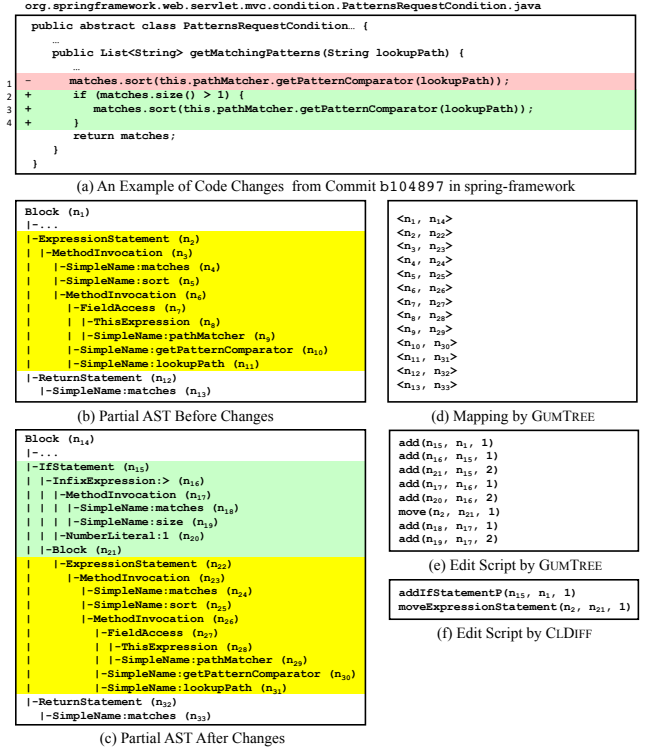 org.springframework.web.servlet.mvc.condition.PatternsRequestCondition.java
public abstract class PatternsRequestCondition… {
…
public List<String> getMatchingPatterns(String lookupPath) {
…
1 - matches.sort(this.pathMatcher.getPatternComparator(lookupPath));
2 + if (matches.size() > 1) {
3 + matches.sort(this.pathMatcher.getPatternComparator(lookupPath));
4 + }
return matches;
}
}
(a) An Example of Code Changes from Commit b104897 in spring-framework
Block (n1)
|-...
|-ExpressionStatement (n2)
| |-MethodInvocation (n3)
| |-SimpleName:matches (n4)
| |-SimpleName:sort (n5)
| |-MethodInvocation (n6)
| |-FieldAccess (n7)
| | |-ThisExpression (n8)
| | |-SimpleName:pathMatcher (n9)
| |-SimpleName:getPatternComparator (n10)
| |-SimpleName:lookupPath (n11)
|-ReturnStatement (n12)
|-SimpleName:matches (n13)
(b) Partial AST Before Changes
<n1, n14>
<n2, n22>
<n3, n23>
<n4, n24>
<n5, n25>
<n6, n26>
<n7, n27>
<n8, n28>
<n9, n29>
<n10, n30>
<n11, n31>
<n12, n32>
<n13, n33>
(d) Mapping by GUMTREE
Block (n14)
|-...
|-IfStatement (n15)
| |-InfixExpression:> (n16)
| | |-MethodInvocation (n17)
| | | |-SimpleName:matches (n18)
| | | |-SimpleName:size (n19)
| | |-NumberLiteral:1 (n20)
| |-Block (n21)
| |-ExpressionStatement (n22)
| |-MethodInvocation (n23)
| |-SimpleName:matches (n24)
| |-SimpleName:sort (n25)
| |-MethodInvocation (n26)
| |-FieldAccess (n27)
| | |-ThisExpression (n28)
| | |-SimpleName:pathMatcher (n29)
| |-SimpleName:getPatternComparator (n30)
| |-SimpleName:lookupPath (n31)
|-ReturnStatement (n32)
|-SimpleName:matches (n33)
(c) Partial AST After Changes
add(n15, n1, 1)
add(n16, n15, 1)
add(n21, n15, 2)
add(n17, n16, 1)
add(n20, n16, 2)
move(n2, n21, 1)
add(n18, n17, 1)
add(n19, n17, 2)
(e) Edit Script by GUMTREE
addIfStatementP(n15, n1, 1)
moveExpressionStatement(n2, n21, 1)
(f) Edit Script by CLDIFF